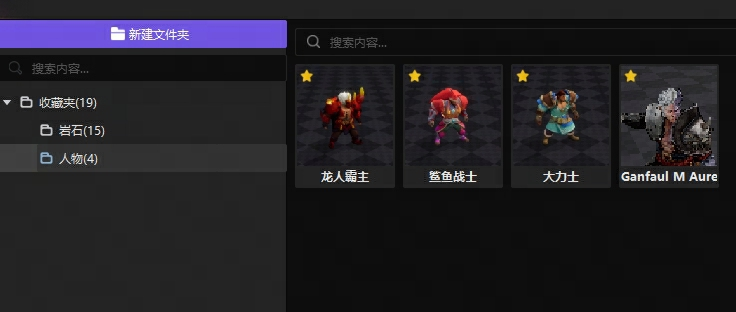 新建文件夹
搜索内容...
收藏夹(19)
岩石(15)
人物(4)
搜索内容...
龙人霸主
鲨鱼战士
大力士
Ganfaul M Aure